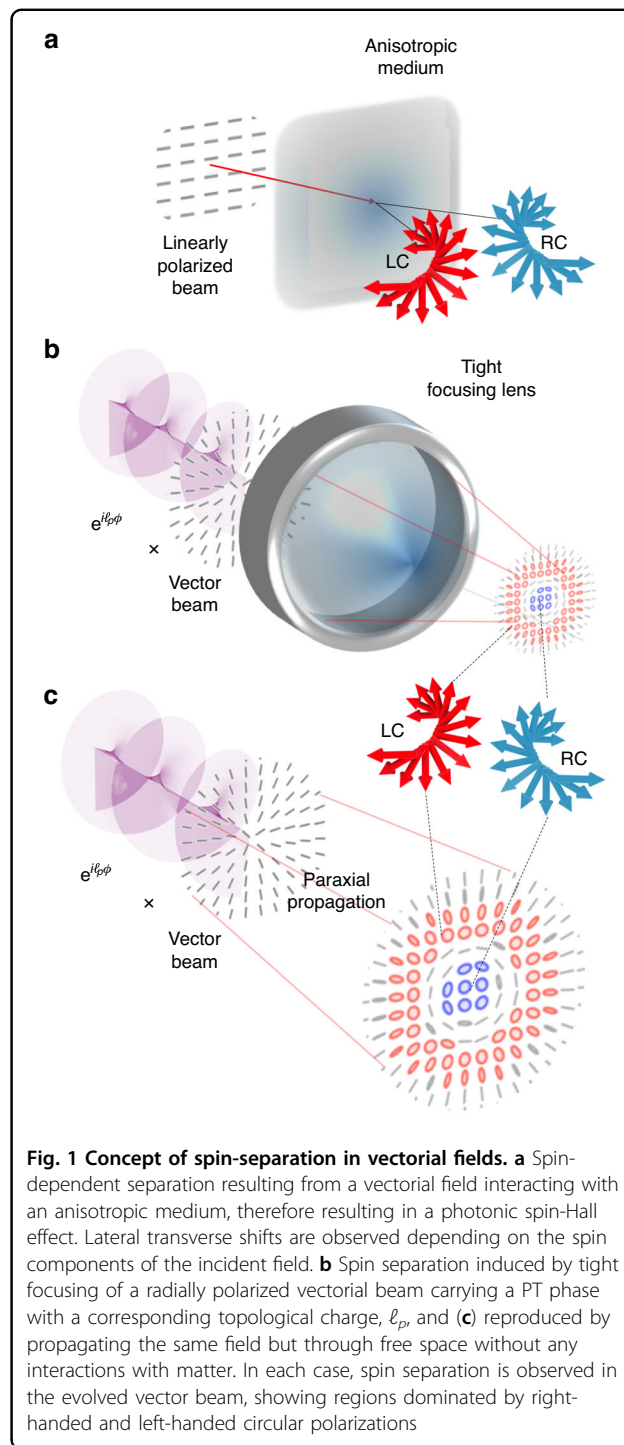 a
Anisotropic
medium
Linearly
polarized
beam
LC
RC
b
Tight
focusing lens
e^{iℓ_pϕ}
×
Vector
beam
c
LC
RC
e^{iℓ_pϕ}
×
Paraxial
propagation
Vector
beam
Fig. 1 Concept of spin-separation in vectorial fields. a Spin-
dependent separation resulting from a vectorial field interacting with
an anisotropic medium, therefore resulting in a photonic spin-Hall
effect. Lateral transverse shifts are observed depending on the spin
components of the incident field. b Spin separation induced by tight
focusing of a radially polarized vectorial beam carrying a PT phase
with a corresponding topological charge, ℓ_p, and (c) reproduced by
propagating the same field but through free space without any
interactions with matter. In each case, spin separation is observed in
the evolved vector beam, showing regions dominated by right-
handed and left-handed circular polarizations